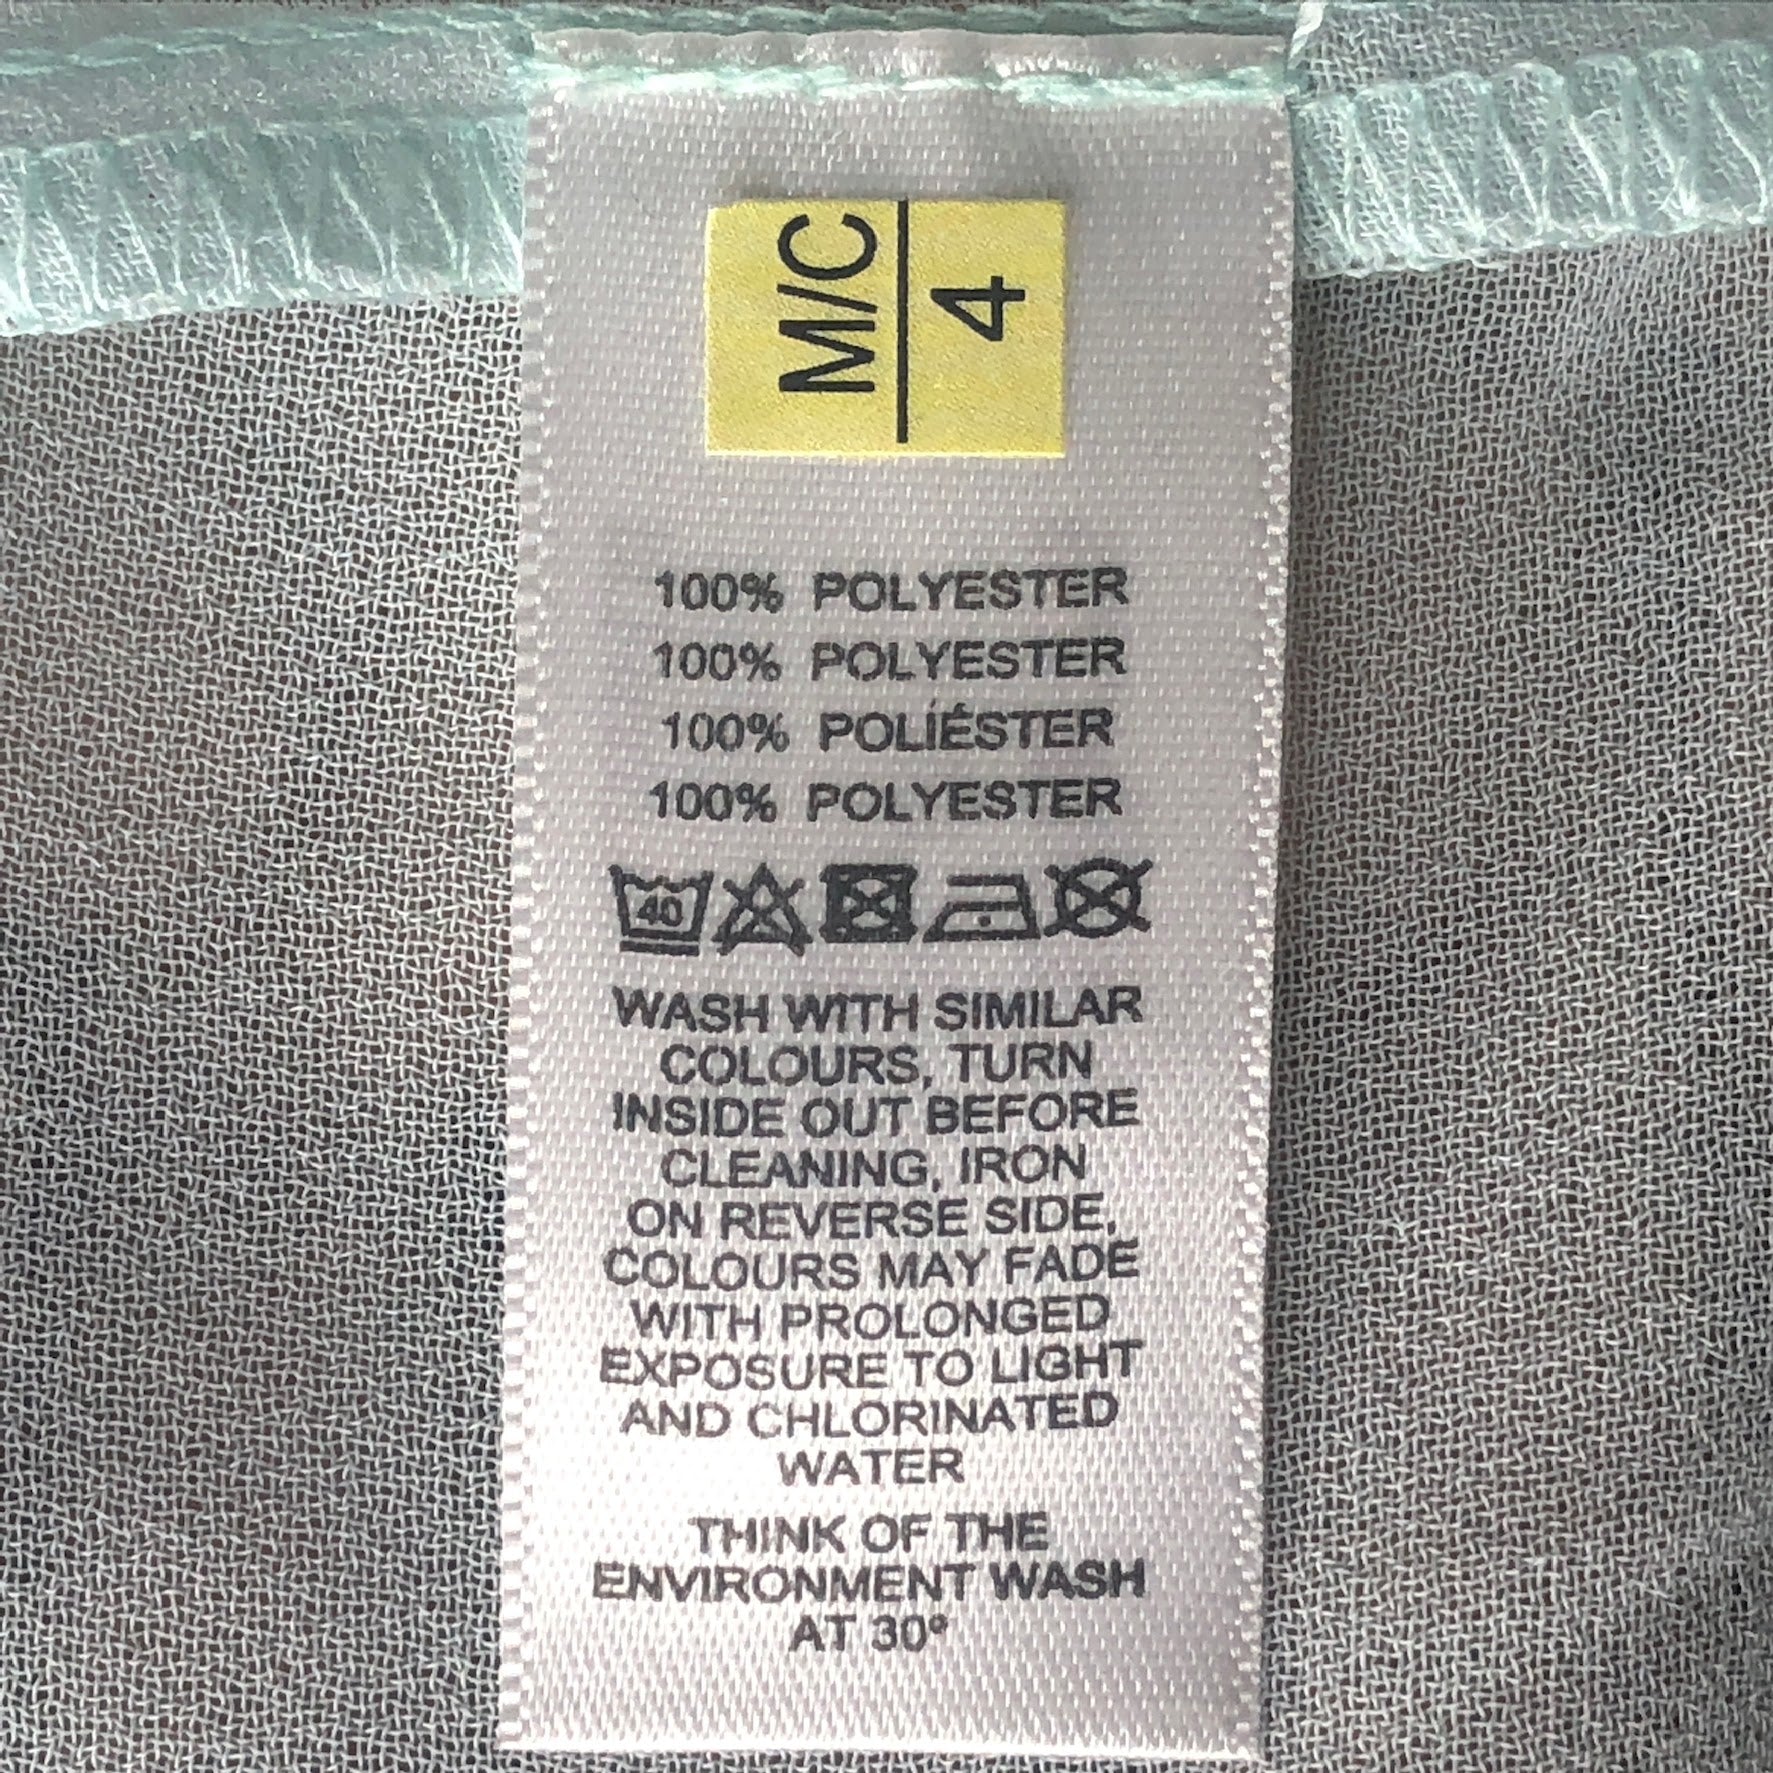 M/C
4
100% POLYESTER
100% POLYESTER
100% POLIÉSTER
100% POLYESTER
40
WASH WITH SIMILAR
COLOURS, TURN
INSIDE OUT BEFORE
CLEANING, IRON
ON REVERSE SIDE,
COLOURS MAY FADE
WITH PROLONGED
EXPOSURE TO LIGHT
AND CHLORINATED
WATER
THINK OF THE
ENVIRONMENT WASH
AT 30°